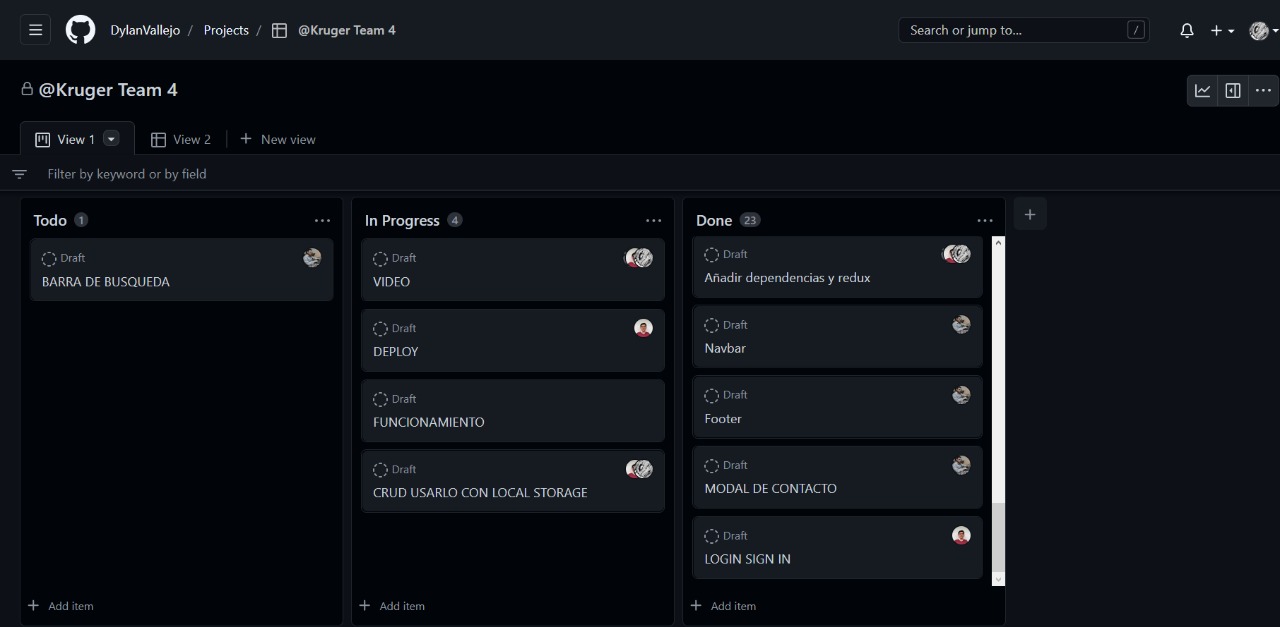 DylanVallejo / Projects / @Kruger Team 4
Search or jump to... /
@Kruger Team 4
View 1
View 2
New view
Filter by keyword or by field
Todo 1
Draft
BARRA DE BUSQUEDA
Add item
In Progress 4
Draft
VIDEO
Draft
DEPLOY
Draft
FUNCIONAMIENTO
Draft
CRUD USARLO CON LOCAL STORAGE
Add item
Done 23
Draft
Añadir dependencias y redux
Draft
Navbar
Draft
Footer
Draft
MODAL DE CONTACTO
Draft
LOGIN SIGN IN
Add item